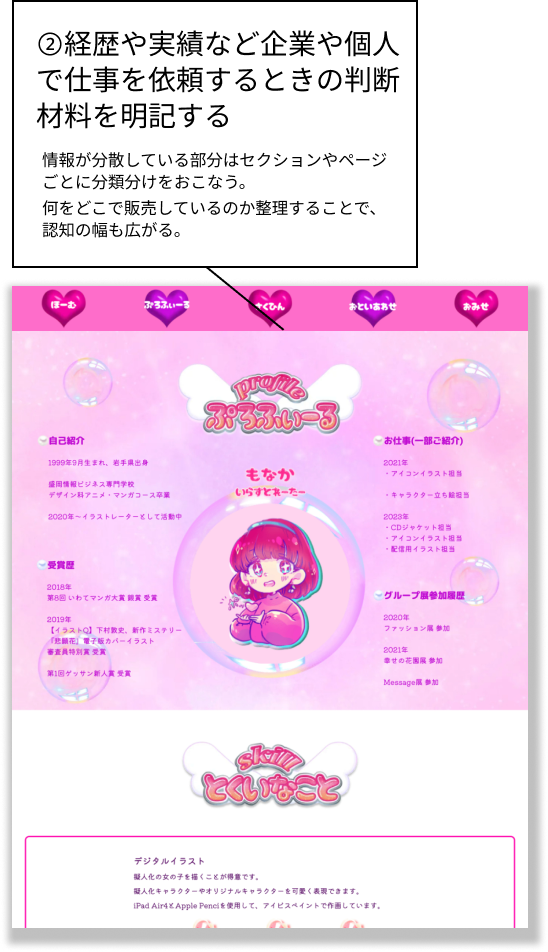 ②経歴や実績など企業や個人
で仕事を依頼するときの判断
材料を明記する
情報が分散している部分はセクションやページ
ごとに分類分けをおこなう。
何をどこで販売しているのか整理することで、
認知の幅も広がる。
ほーむ
ぷろふぃーる
さくひん
おといあわせ
おみせ
profile
ぷろふぃーる
自己紹介
1999年9月生まれ、岩手県出身
盛岡情報ビジネス専門学校
デザイン科アニメ・マンガコース卒業
2020年〜イラストレーターとして活動中
受賞歴
2018年
第8回 いわてマンガ大賞 銀賞 受賞
2019年
【イラストQ】下村敦史、新作ミステリー
『悲願花』電子版カバーイラスト
審査員特別賞 受賞
第1回ゲッサン新人賞 受賞
もなか
いらすとれーたー
お仕事(一部ご紹介)
2021年
・アイコンイラスト担当
・キャラクター立ち絵担当
2023年
・CDジャケット担当
・アイコンイラスト担当
・配信用イラスト担当
グループ展参加履歴
2020年
ファッション展 参加
2021年
幸せの花園展 参加
Message展 参加
skill
とくいなこと
デジタルイラスト
擬人化の女の子を描くことが得意です。
擬人化キャラクターやオリジナルキャラクターを可愛く表現できます。
iPad Air4とApple Pencilを使用して、アイビスペイントで作画しています。